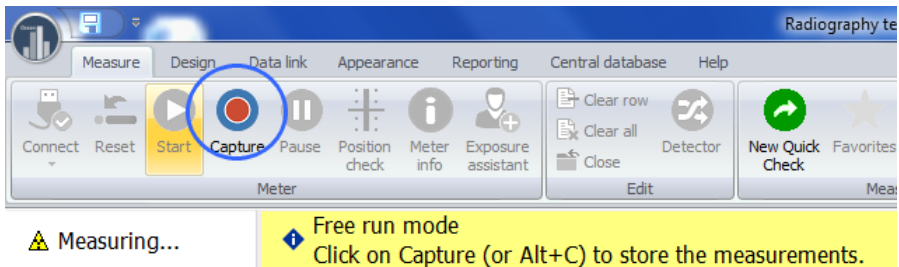 Radiography te
Measure Design Data link Appearance Reporting Central database Help
Connect Reset Start Capture Pause Position check Meter info Exposure assistant
Clear row
Clear all
Close
Detector
New Quick Check
Favorites
Meter Edit Meas
Measuring...
Free run mode
Click on Capture (or Alt+C) to store the measurements.